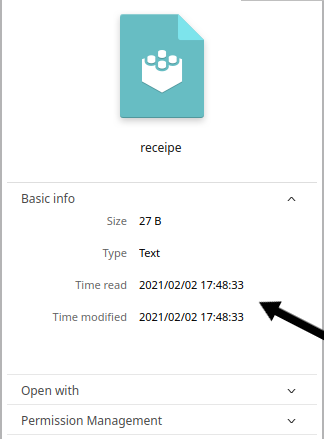 receipe
Basic info
Size 27 B
Type Text
Time read 2021/02/02 17:48:33
Time modified 2021/02/02 17:48:33
Open with
Permission Management